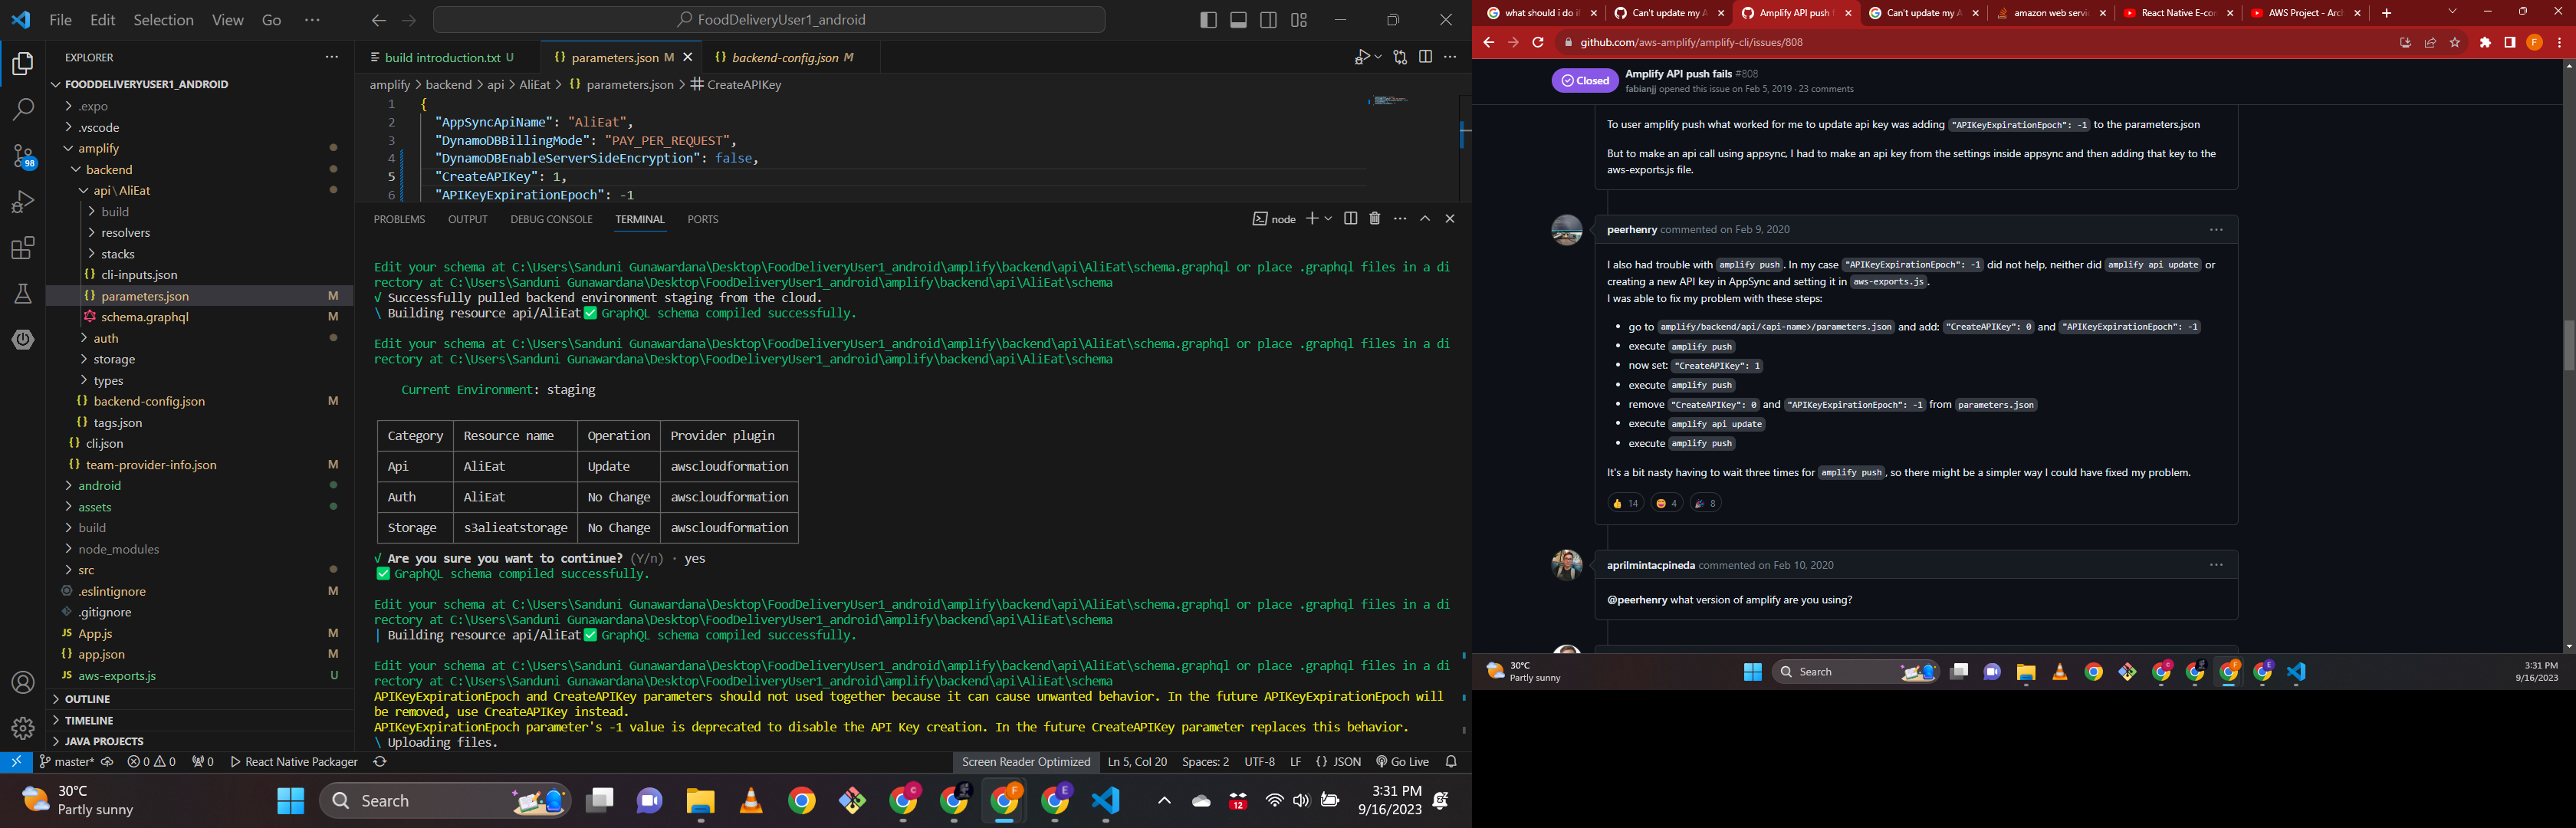 File Edit Selection View Go ···
FoodDeliveryUser1_android
EXPLORER
FOODDELIVERYUSER1_ANDROID
.expo
.vscode
amplify
backend
api\AliEat
build
resolvers
stacks
cli-inputs.json
parameters.json M
schema.graphql M
auth
storage
types
backend-config.json M
tags.json
cli.json
team-provider-info.json M
android
assets
build
node_modules
src
.eslintignore M
.gitignore
App.js M
app.json M
aws-exports.js U
OUTLINE
TIMELINE
JAVA PROJECTS
98
build introduction.txt U
parameters.json M
backend-config.json M
amplify > backend > api > AliEat > {} parameters.json > CreateAPIKey
1 {
2 "AppSyncApiName": "AliEat",
3 "DynamoDBBillingMode": "PAY_PER_REQUEST",
4 "DynamoDBEnableServerSideEncryption": false,
5 "CreateAPIKey": 1,
6 "APIKeyExpirationEpoch": -1
PROBLEMS OUTPUT DEBUG CONSOLE TERMINAL PORTS
node
Edit your schema at C:\Users\Sanduni Gunawardana\Desktop\FoodDeliveryUser1_android\amplify\backend\api\AliEat\schema.graphql or place .graphql files in a di
rectory at C:\Users\Sanduni Gunawardana\Desktop\FoodDeliveryUser1_android\amplify\backend\api\AliEat\schema
√ Successfully pulled backend environment staging from the cloud.
\ Building resource api/AliEat✅ GraphQL schema compiled successfully.
Edit your schema at C:\Users\Sanduni Gunawardana\Desktop\FoodDeliveryUser1_android\amplify\backend\api\AliEat\schema.graphql or place .graphql files in a di
rectory at C:\Users\Sanduni Gunawardana\Desktop\FoodDeliveryUser1_android\amplify\backend\api\AliEat\schema
Current Environment: staging
Category Resource name Operation Provider plugin
Api AliEat Update awscloudformation
Auth AliEat No Change awscloudformation
Storage s3alieatstorage No Change awscloudformation
√ Are you sure you want to continue? (Y/n) · yes
✅ GraphQL schema compiled successfully.
Edit your schema at C:\Users\Sanduni Gunawardana\Desktop\FoodDeliveryUser1_android\amplify\backend\api\AliEat\schema.graphql or place .graphql files in a di
rectory at C:\Users\Sanduni Gunawardana\Desktop\FoodDeliveryUser1_android\amplify\backend\api\AliEat\schema
| Building resource api/AliEat✅ GraphQL schema compiled successfully.
Edit your schema at C:\Users\Sanduni Gunawardana\Desktop\FoodDeliveryUser1_android\amplify\backend\api\AliEat\schema.graphql or place .graphql files in a di
rectory at C:\Users\Sanduni Gunawardana\Desktop\FoodDeliveryUser1_android\amplify\backend\api\AliEat\schema
APIKeyExpirationEpoch and CreateAPIKey parameters should not used together because it can cause unwanted behavior. In the future APIKeyExpirationEpoch will
be removed, use CreateAPIKey instead.
APIKeyExpirationEpoch parameter's -1 value is deprecated to disable the API Key creation. In the future CreateAPIKey parameter replaces this behavior.
\ Uploading files.
master* 0 0 0 React Native Packager
Screen Reader Optimized Ln 5, Col 20 Spaces: 2 UTF-8 LF {} JSON Go Live
30°C
Partly sunny
Search
12
3:31 PM
9/16/2023
what should i do i
Can't update my A
Amplify API push f
Can't update my A
amazon web servic
React Native E-con
AWS Project - Arch
github.com/aws-amplify/amplify-cli/issues/808
Closed
Amplify API push fails #808
fabianjj opened this issue on Feb 5, 2019 · 23 comments
To user amplify push what worked for me to update api key was adding "APIKeyExpirationEpoch": -1 to the parameters.json
But to make an api call using appsync, I had to make an api key from the settings inside appsync and then adding that key to the
aws-exports.js file.
peerhenry commented on Feb 9, 2020
I also had trouble with amplify push. In my case "APIKeyExpirationEpoch": -1 did not help, neither did amplify api update or
creating a new API key in AppSync and setting it in aws-exports.js.
I was able to fix my problem with these steps:
• go to amplify/backend/api/<api-name>/parameters.json and add: "CreateAPIKey": 0 and "APIKeyExpirationEpoch": -1
• execute amplify push
• now set: "CreateAPIKey": 1
• execute amplify push
• remove "CreateAPIKey": 0 and "APIKeyExpirationEpoch": -1 from parameters.json
• execute amplify api update
• execute amplify push
It's a bit nasty having to wait three times for amplify push, so there might be a simpler way I could have fixed my problem.
👍 14 😄 4 🎉 8
aprilmintacpineda commented on Feb 10, 2020
@peerhenry what version of amplify are you using?
30°C
Partly sunny
Search
3:31 PM
9/16/2023